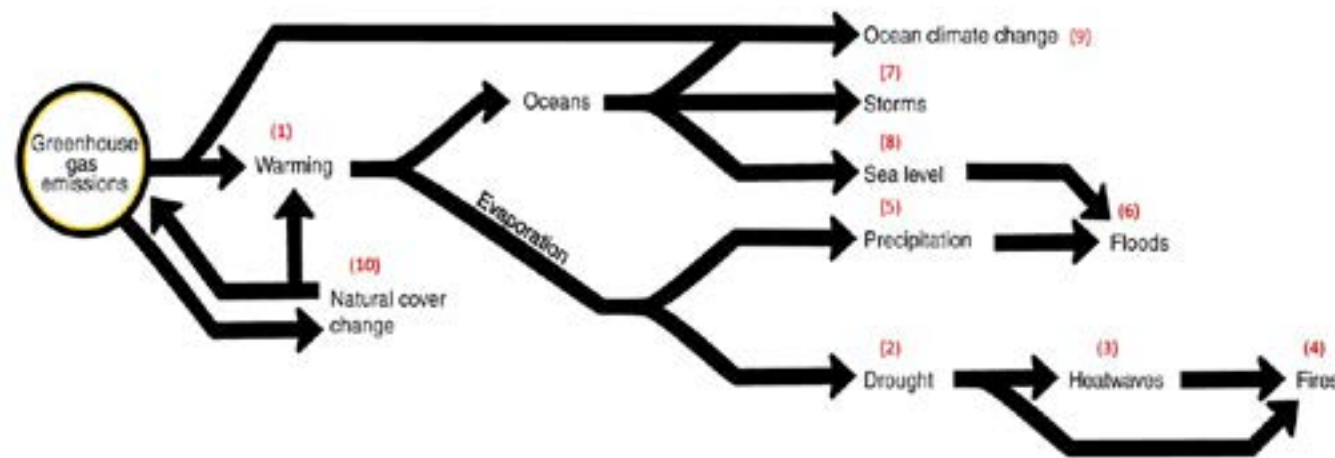 Ocean climate change (9)
(7)
Storms
Oceans
(1)
Greenhouse
gas
emissions
Warming
(8)
Sea level
Evaporation
(5)
Precipitation
(6)
Floods
(10)
Natural cover
change
(2)
Drought
(3)
Heatwaves
(4)
Fires